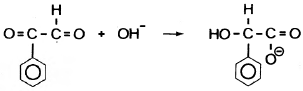 H H
O=C-C=O + OH⁻ → HO-C-C=O
O⊖